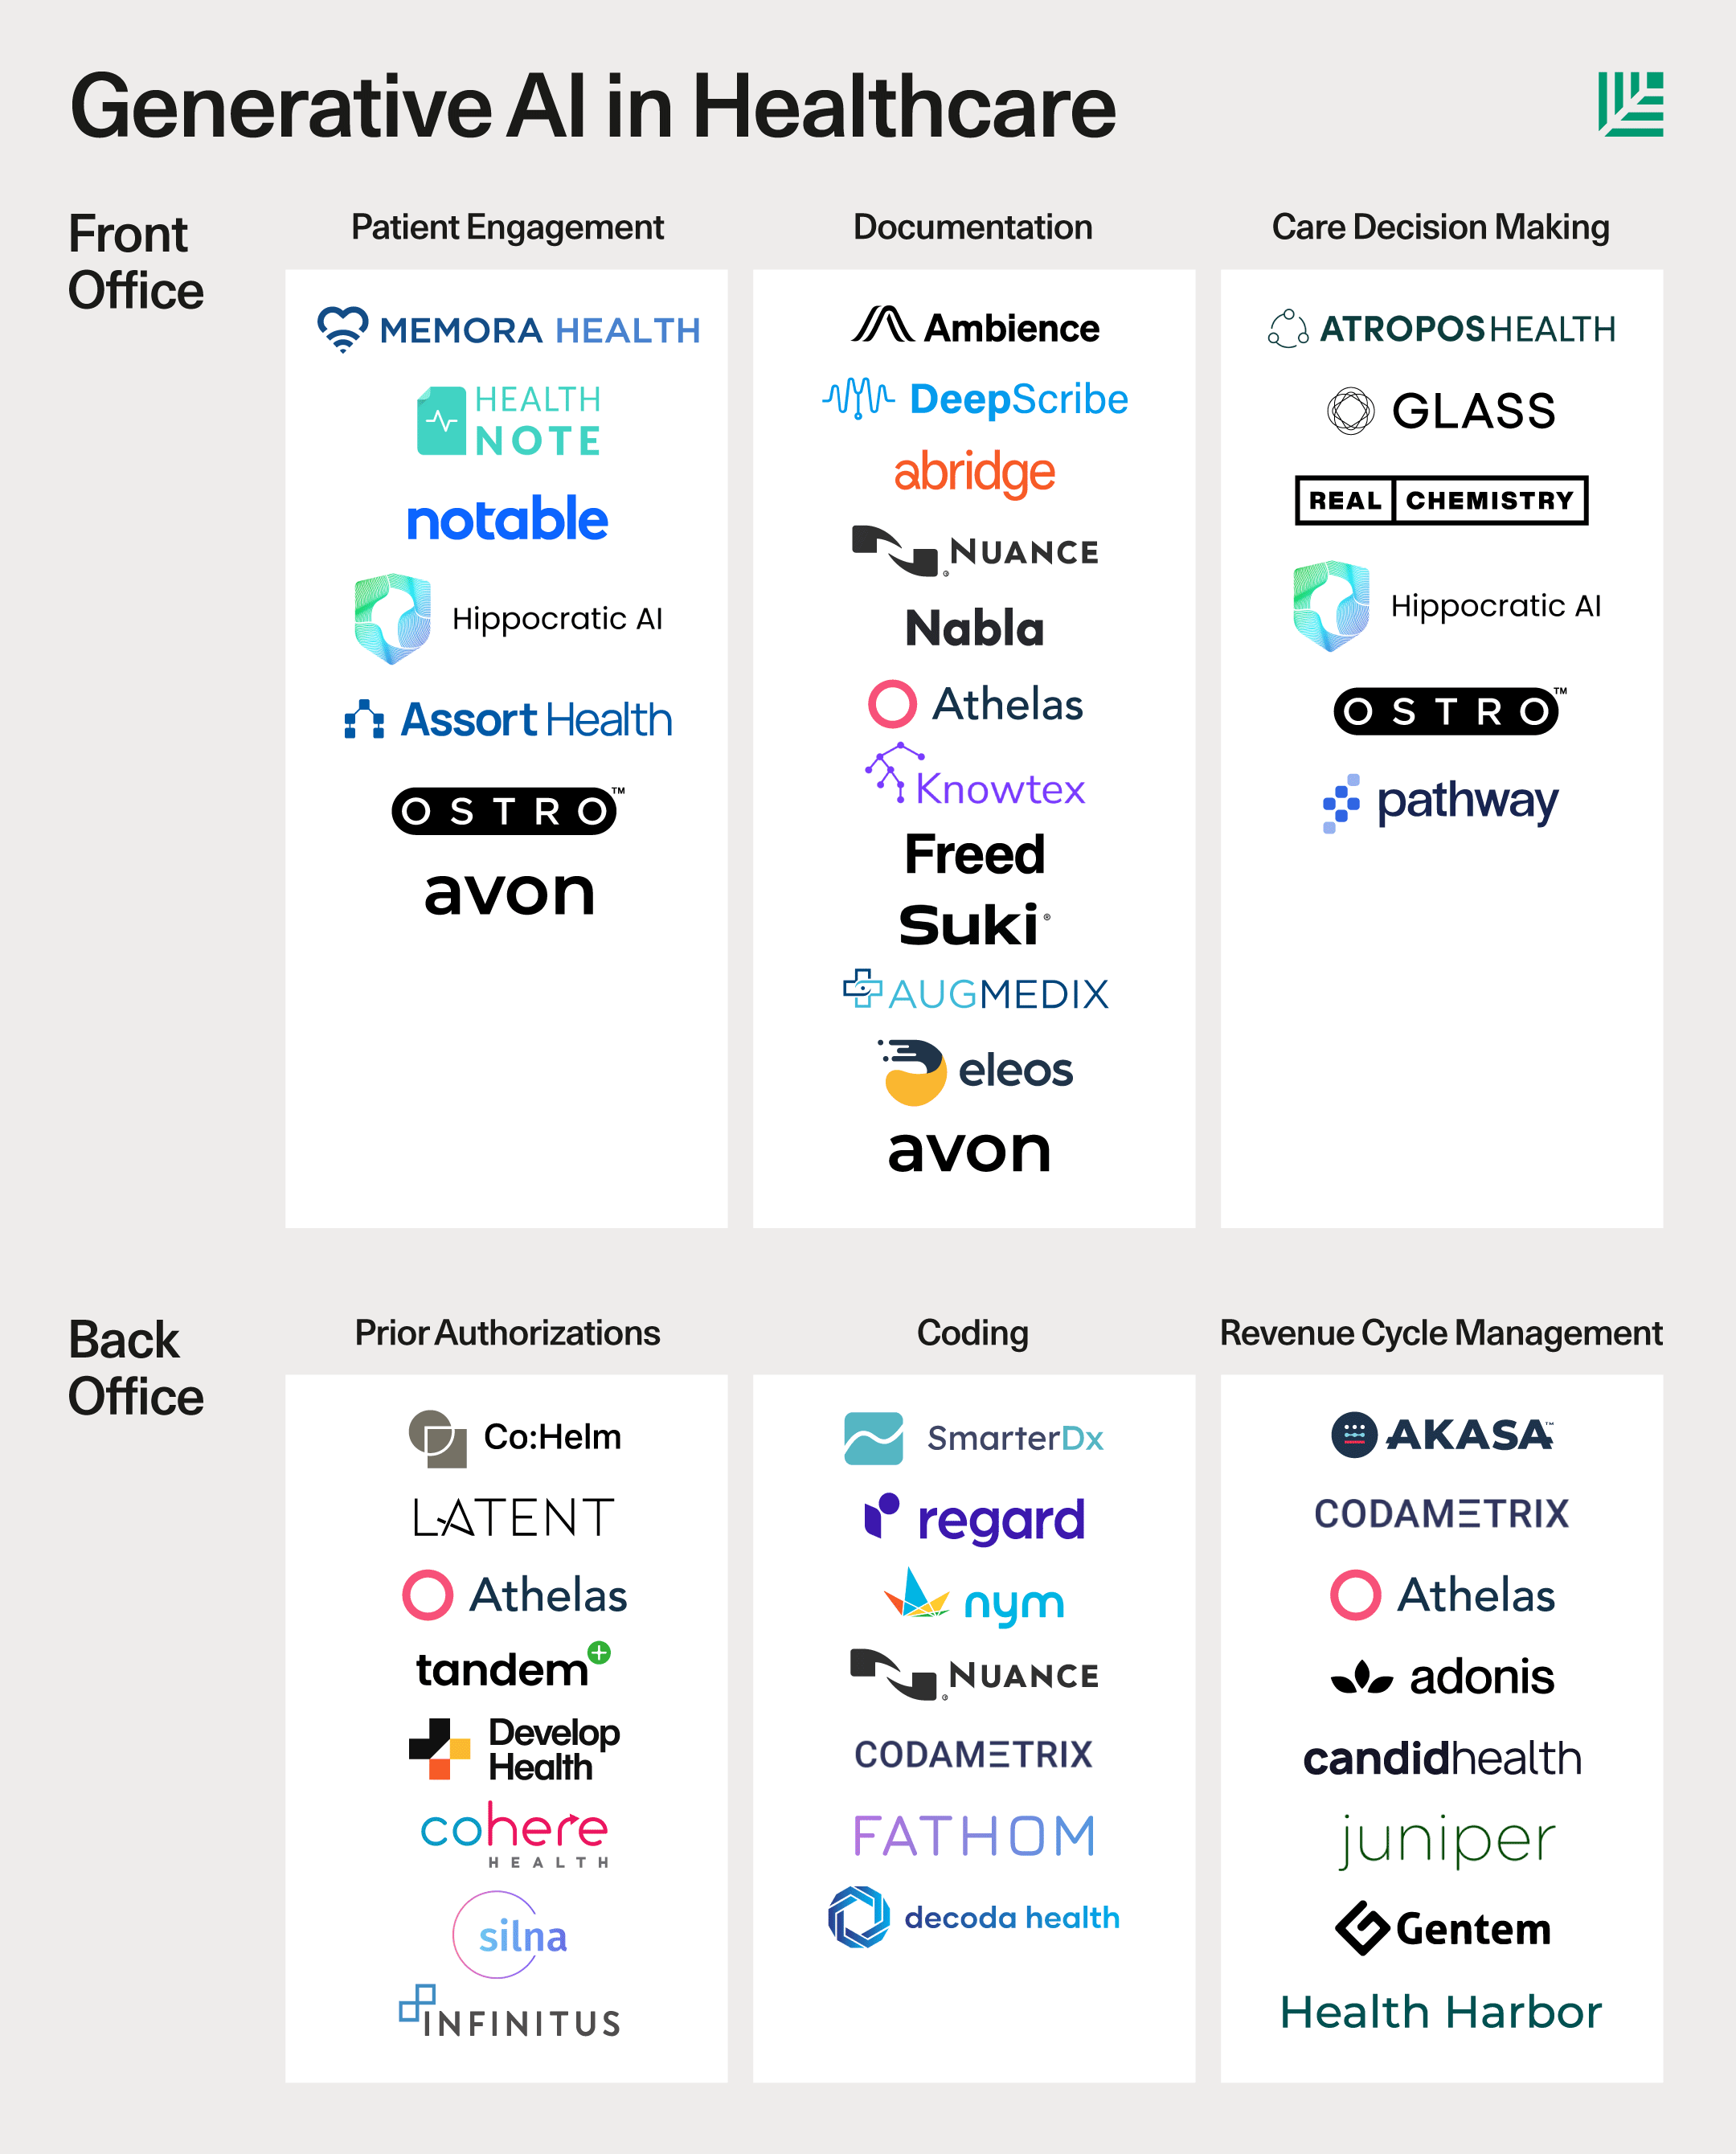 Generative AI in Healthcare
Front
Office
Patient Engagement
MEMORA HEALTH
HEALTH
NOTE
notable
Hippocratic AI
Assort Health
OSTRO™
avon
Documentation
Ambience
DeepScribe
abridge
NUANCE
Nabla
Athelas
Knowtex
Freed
Suki®
AUGMEDIX
eleos
avon
Care Decision Making
ATROPOS HEALTH
GLASS
REAL CHEMISTRY
Hippocratic AI
OSTRO™
pathway
Back
Office
Prior Authorizations
Co:Helm
LATENT
Athelas
tandem+
Develop
Health
cohere
HEALTH
silna
INFINITUS
Coding
SmarterDx
regard
nym
NUANCE
CODAMΞTRIX
FATHOM
decoda health
Revenue Cycle Management
AKASA™
CODAMΞTRIX
Athelas
adonis
candidhealth
juniper
Gentem
Health Harbor